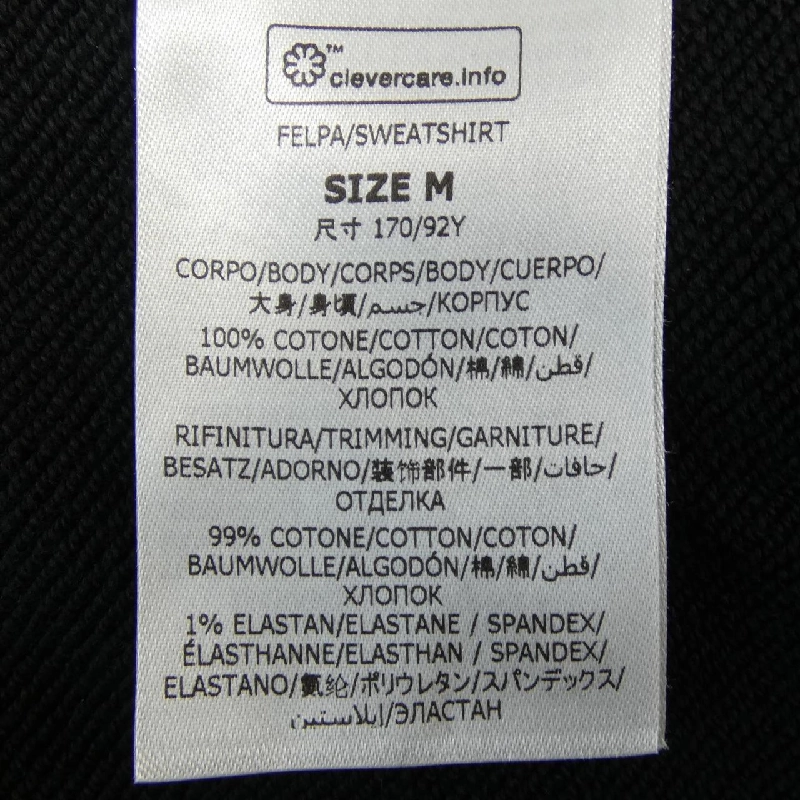 ™
clevercare.info
FELPA/SWEATSHIRT
SIZE M
尺寸 170/92Y
CORPO/BODY/CORPS/BODY/CUERPO/
大身/身頃/جسم/КОРПУС
100% COTONE/COTTON/COTON/
BAUMWOLLE/ALGODÓN/棉/綿/قطن/
ХЛОПОК
RIFINITURA/TRIMMING/GARNITURE/
BESATZ/ADORNO/装饰部件/一部/حافات/
ОТДЕЛКА
99% COTONE/COTTON/COTON/
BAUMWOLLE/ALGODÓN/棉/綿/قطن/
ХЛОПОК
1% ELASTAN/ELASTANE / SPANDEX/
ÉLASTHANNE/ELASTHAN / SPANDEX/
ELASTANO/氨纶/ポリウレタン/スパンデックス/
إيلاستين/ЭЛАСТАН